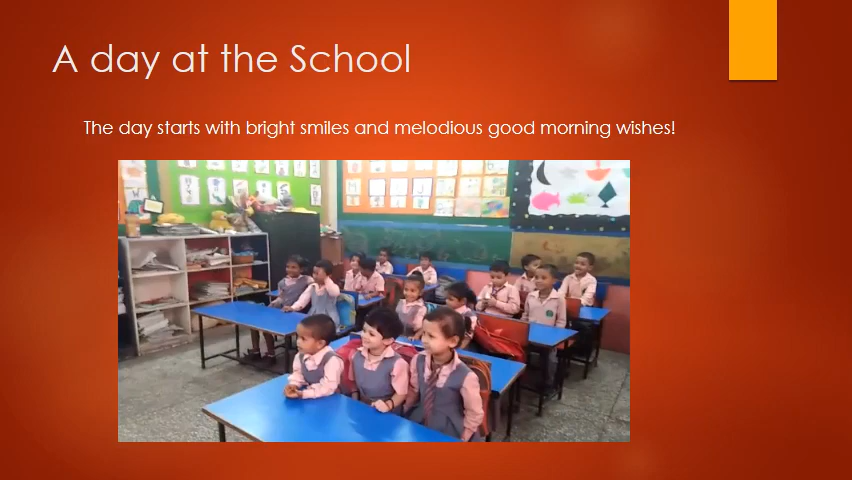 A day at the School
The day starts with bright smiles and melodious good morning wishes!